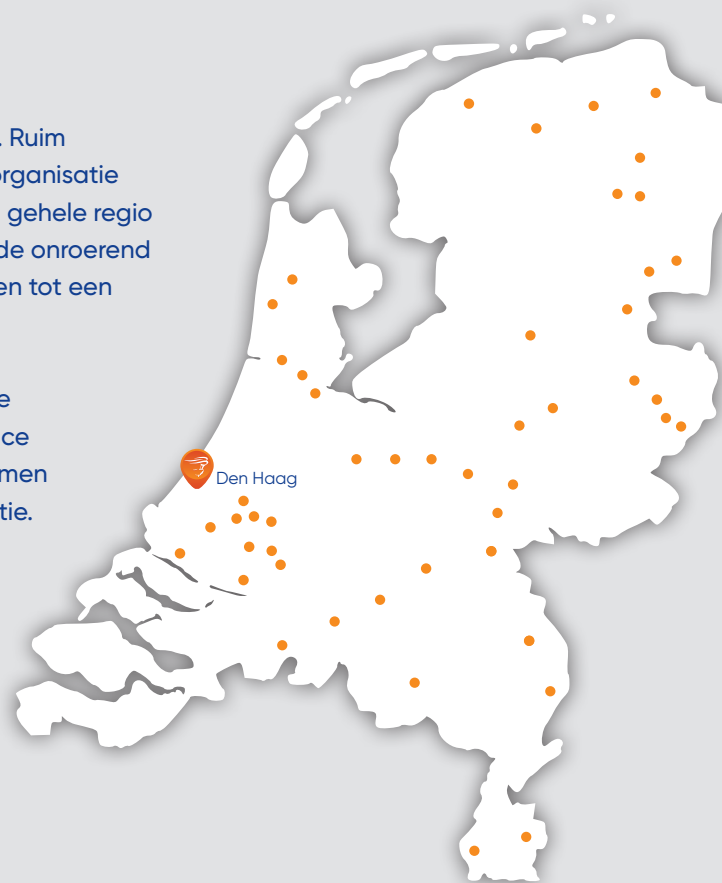 . Ruim
organisatie
gehele regio
de onroerend
en tot een
e
ce
men
tie.
Den Haag